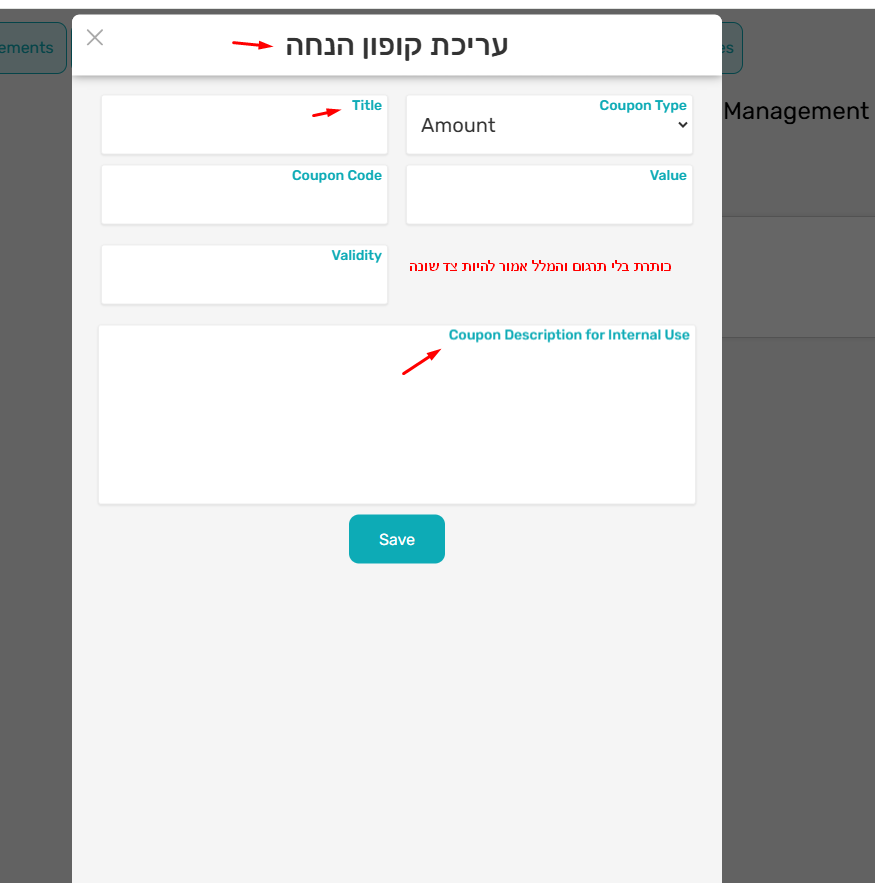 עריכת קופון הנחה
ements
es
Management
Title
Coupon Type
Amount
Coupon Code
Value
Validity
כותרת בלי תרגום והמלל אמור להיות צד שונה
Coupon Description for Internal Use
Save